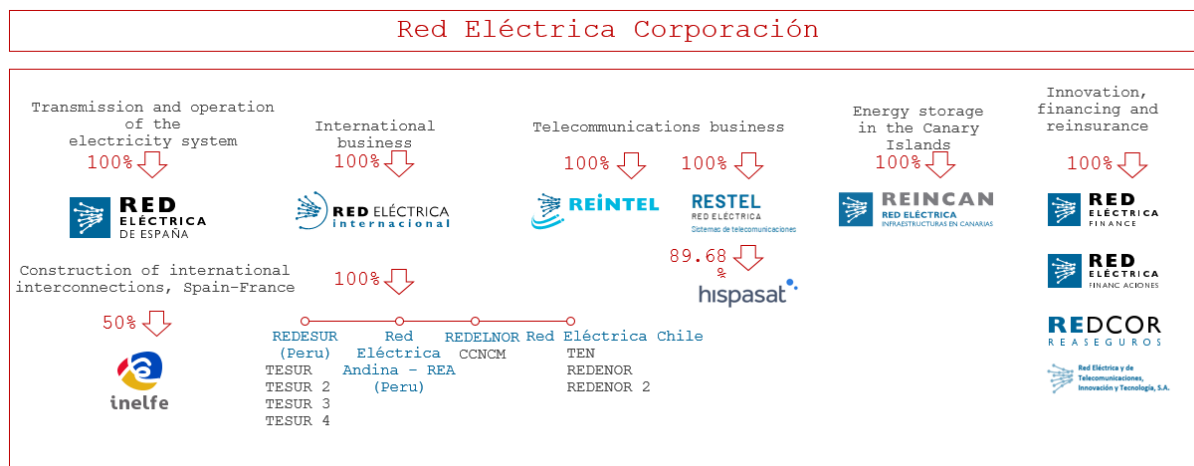 Red Eléctrica Corporación
Transmission and operation
of the
electricity system
100%
RED
ELÉCTRICA
DE ESPAÑA
Construction of international
interconnections, Spain-France
50%
inelfe
International
business
100%
RED ELÉCTRICA
internacional
100%
REDESUR
(Peru)
TESUR
TESUR 2
TESUR 3
TESUR 4
Red
Eléctrica
Andina - REA
(Peru)
REDELNOR
CCNCM
Red Eléctrica Chile
TEN
REDENOR
REDENOR 2
Telecommunications business
100%
REINTEL
100%
RESTEL
RED ELÉCTRICA
Sistemas de telecomunicaciones
89.68
%
hispasat
Energy storage
in the Canary
Islands
100%
REINCAN
RED ELÉCTRICA
INFRAESTRUCTURAS EN CANARIAS
Innovation,
financing and
reinsurance
100%
RED
ELÉCTRICA
FINANCE
RED
ELÉCTRICA
FINANC ACIONES
REDCOR
REASEGUROS
Red Eléctrica y de
Telecomunicaciones,
Innovación y Tecnología, S.A.